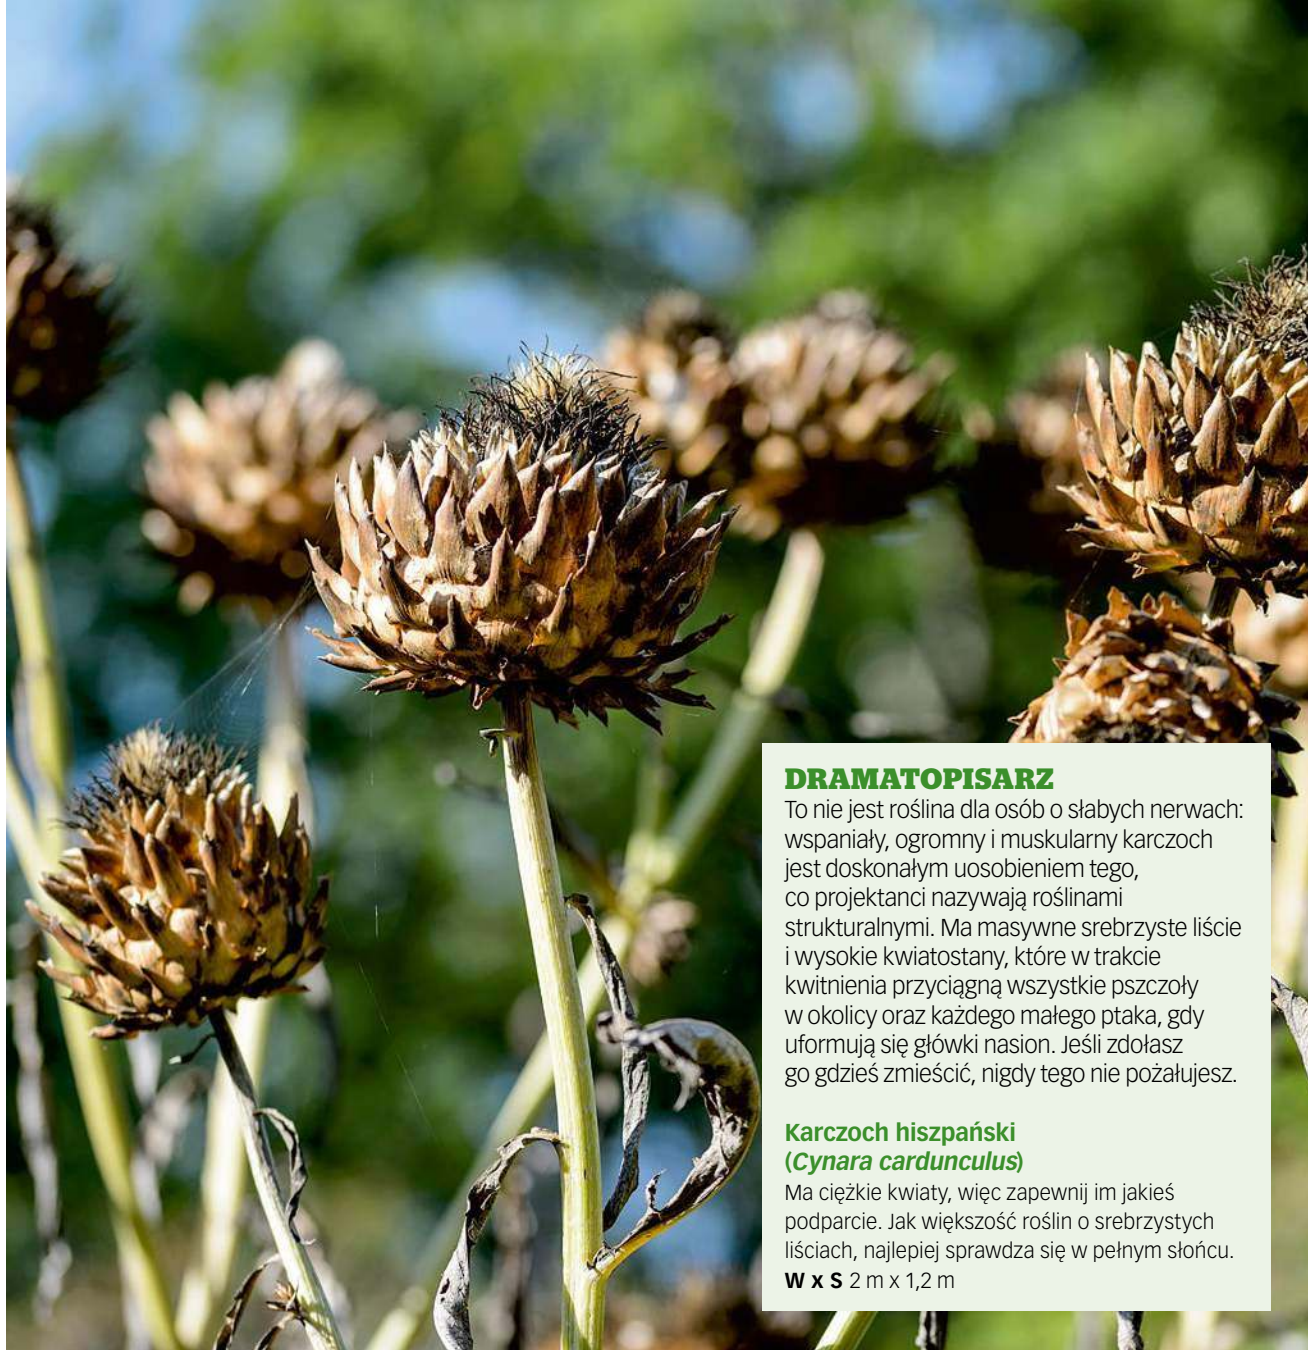 DRAMATOPISARZ
To nie jest roślina dla osób o słabych nerwach:
wspaniały, ogromny i muskularny karczoch
jest doskonałym uosobieniem tego,
co projektanci nazywają roślinami
strukturalnymi. Ma masywne srebrzyste liście
i wysokie kwiatostany, które w trakcie
kwitnienia przyciągną wszystkie pszczoły
w okolicy oraz każdego małego ptaka, gdy
uformują się główki nasion. Jeśli zdołasz
go gdzieś zmieścić, nigdy tego nie pożałujesz.
Karczoch hiszpański
(Cynara cardunculus)
Ma ciężkie kwiaty, więc zapewnij im jakieś
podparcie. Jak większość roślin o srebrzystych
liściach, najlepiej sprawdza się w pełnym słońcu.
W x S 2 m x 1,2 m